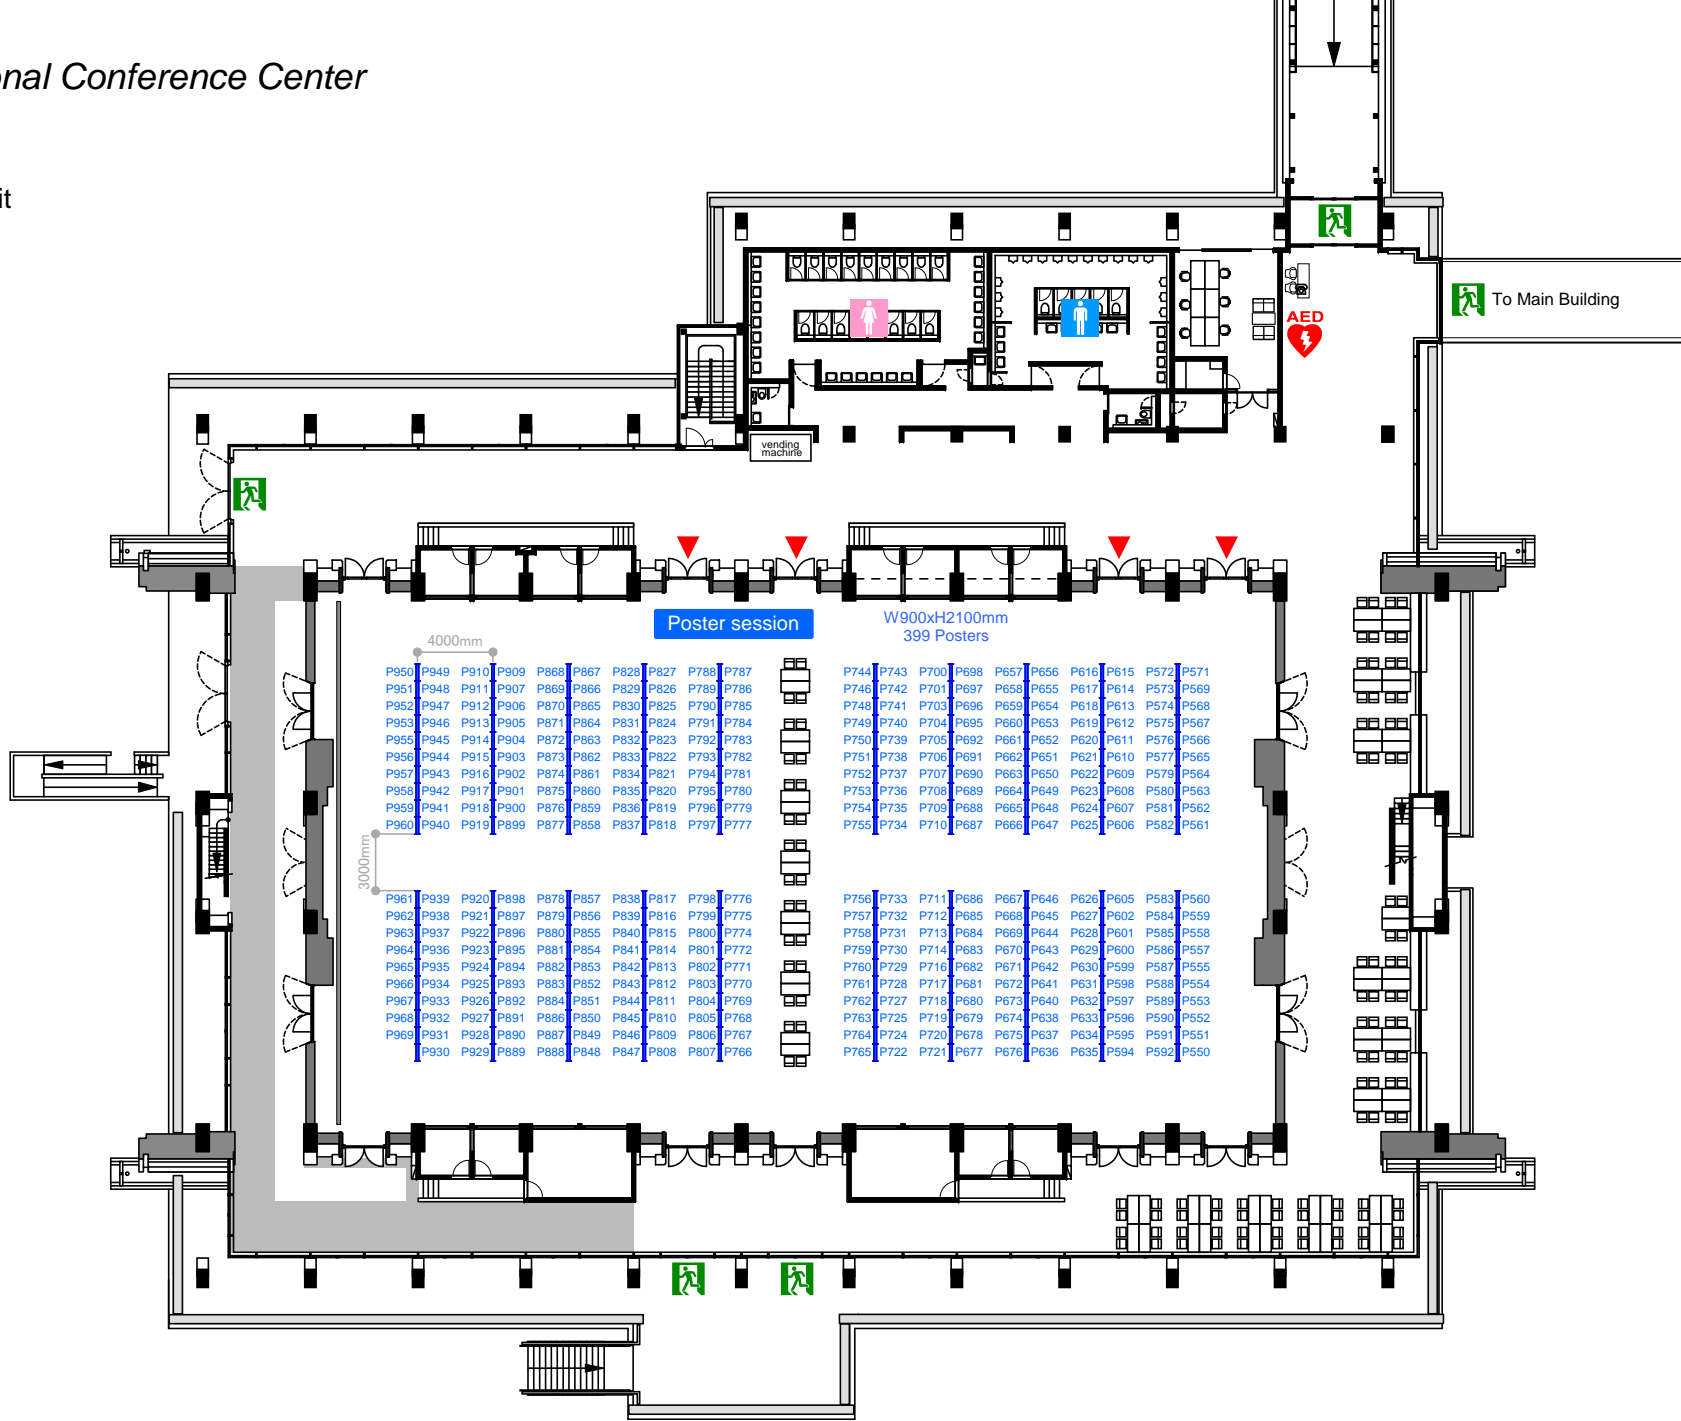 onal Conference Center
it
To Main Building
AED
vending
machine
Poster session
W900xH2100mm
399 Posters
4000mm
P950 P949 P910 P909 P868 P867 P828 P827 P788 P787 P744 P743 P700 P698 P657 P656 P616 P615 P572 P571
P951 P948 P911 P907 P869 P866 P829 P826 P789 P786 P746 P742 P701 P697 P658 P655 P617 P614 P573 P569
P952 P947 P912 P906 P870 P865 P830 P825 P790 P785 P748 P741 P703 P696 P659 P654 P618 P613 P574 P568
P953 P946 P913 P905 P871 P864 P831 P824 P791 P784 P749 P740 P704 P695 P660 P653 P619 P612 P575 P567
P955 P945 P914 P904 P872 P863 P832 P823 P792 P783 P750 P739 P705 P692 P661 P652 P620 P611 P576 P566
P956 P944 P915 P903 P873 P862 P833 P822 P793 P782 P751 P738 P706 P691 P662 P651 P621 P610 P577 P565
P957 P943 P916 P902 P874 P861 P834 P821 P794 P781 P752 P737 P707 P690 P663 P650 P622 P609 P579 P564
P958 P942 P917 P901 P875 P860 P835 P820 P795 P780 P753 P736 P708 P689 P664 P649 P623 P608 P580 P563
P959 P941 P918 P900 P876 P859 P836 P819 P796 P779 P754 P735 P709 P688 P665 P648 P624 P607 P581 P562
P960 P940 P919 P899 P877 P858 P837 P818 P797 P777 P755 P734 P710 P687 P666 P647 P625 P606 P582 P561
3000mm
P961 P939 P920 P898 P878 P857 P838 P817 P798 P776 P756 P733 P711 P686 P667 P646 P626 P605 P583 P560
P962 P938 P921 P897 P879 P856 P839 P816 P799 P775 P757 P732 P712 P685 P668 P645 P627 P602 P584 P559
P963 P937 P922 P896 P880 P855 P840 P815 P800 P774 P758 P731 P713 P684 P669 P644 P628 P601 P585 P558
P964 P936 P923 P895 P881 P854 P841 P814 P801 P772 P759 P730 P714 P683 P670 P643 P629 P600 P586 P557
P965 P935 P924 P894 P882 P853 P842 P813 P802 P771 P760 P729 P716 P682 P671 P642 P630 P599 P587 P555
P966 P934 P925 P893 P883 P852 P843 P812 P803 P770 P761 P728 P717 P681 P672 P641 P631 P598 P588 P554
P967 P933 P926 P892 P884 P851 P844 P811 P804 P769 P762 P727 P718 P680 P673 P640 P632 P597 P589 P553
P968 P932 P927 P891 P886 P850 P845 P810 P805 P768 P763 P725 P719 P679 P674 P638 P633 P596 P590 P552
P969 P931 P928 P890 P887 P849 P846 P809 P806 P767 P764 P724 P720 P678 P675 P637 P634 P595 P591 P551
P930 P929 P889 P888 P848 P847 P808 P807 P766 P765 P722 P721 P677 P676 P636 P635 P594 P592 P550